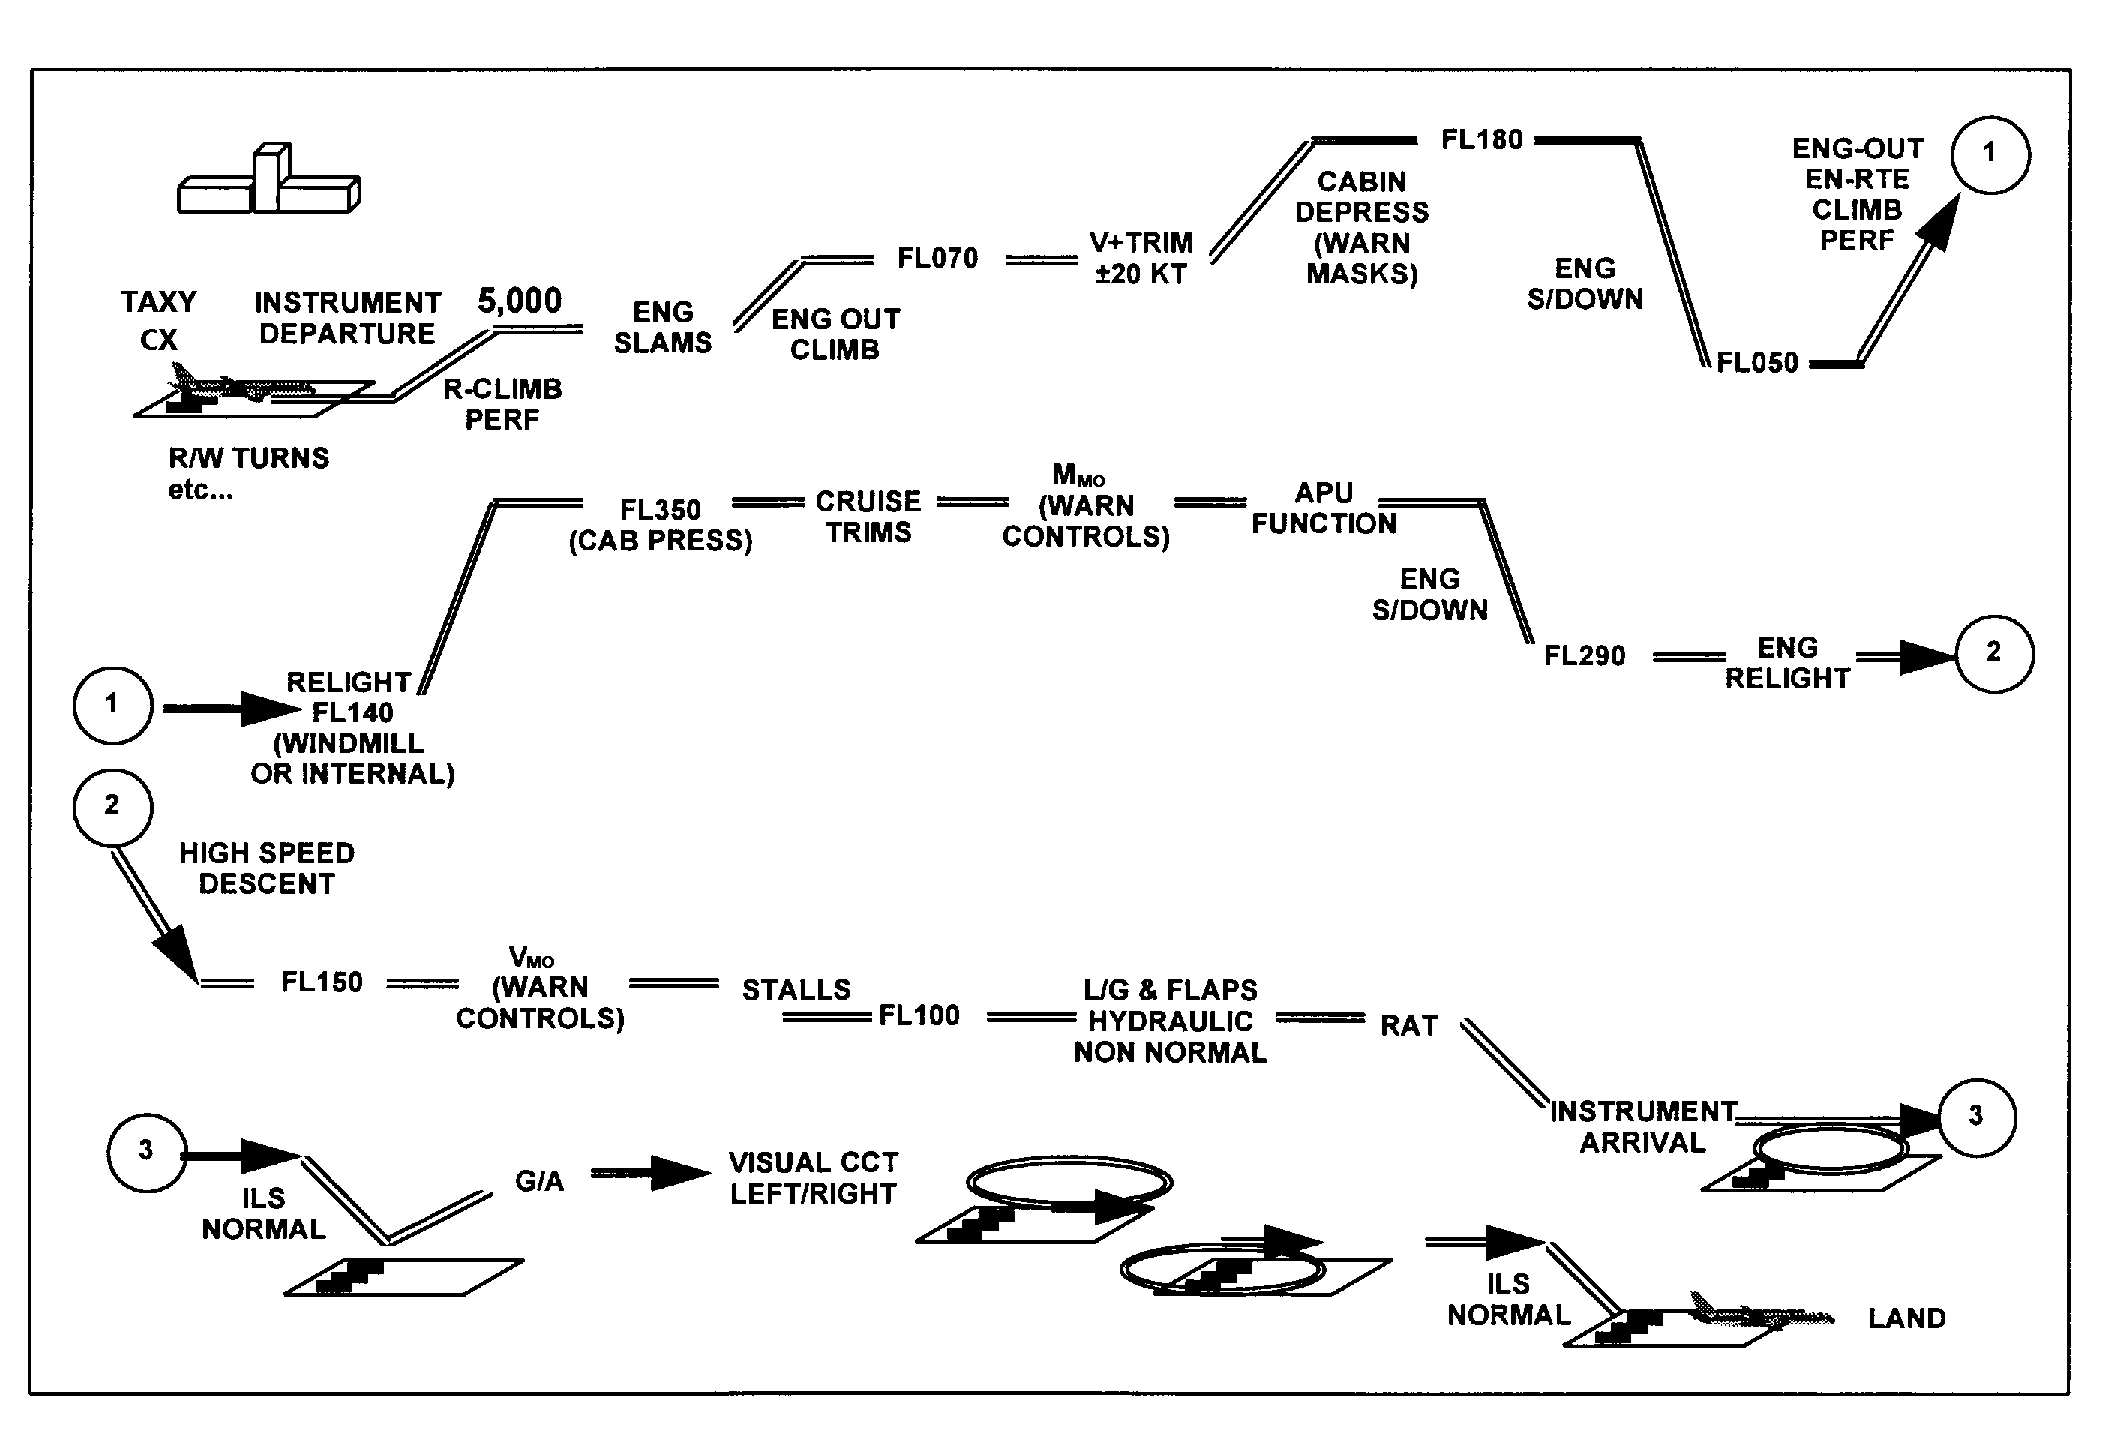 FL180
ENG-OUT
EN-RTE
CLIMB
PERF
1
CABIN
DEPRESS
(WARN
MASKS)
FL070
V+TRIM
±20 KT
ENG
S/DOWN
TAXY
CX
INSTRUMENT
DEPARTURE
5,000
ENG
SLAMS
ENG OUT
CLIMB
FL050
R-CLIMB
PERF
R/W TURNS
etc...
FL350
(CAB PRESS)
CRUISE
TRIMS
MMO
(WARN
CONTROLS)
APU
FUNCTION
ENG
S/DOWN
FL290
ENG
RELIGHT
2
1
RELIGHT
FL140
(WINDMILL
OR INTERNAL)
2
HIGH SPEED
DESCENT
FL150
VMO
(WARN
CONTROLS)
STALLS
FL100
L/G & FLAPS
HYDRAULIC
NON NORMAL
RAT
INSTRUMENT
ARRIVAL
3
3
ILS
NORMAL
G/A
VISUAL CCT
LEFT/RIGHT
ILS
NORMAL
LAND